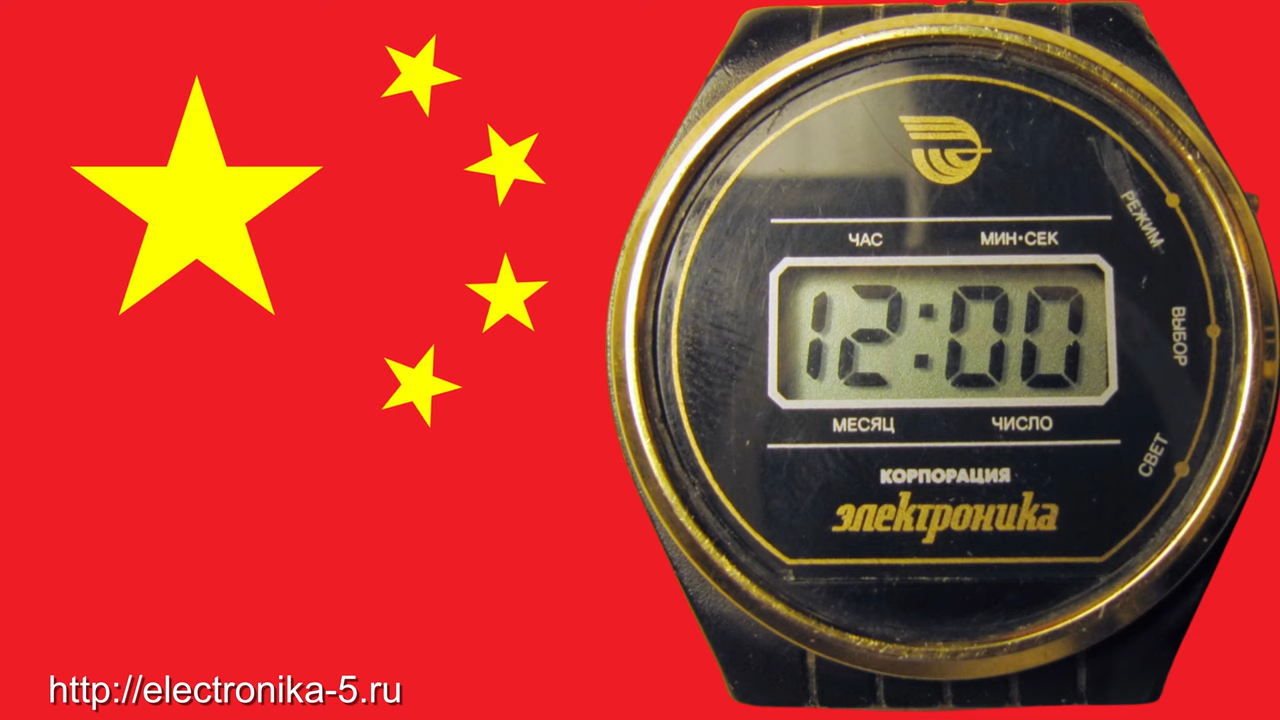 РЕЖИМ
ЧАС МИН•СЕК
12:00
ВЫБОР
МЕСЯЦ ЧИСЛО
СВЕТ
КОРПОРАЦИЯ
электроника
http://electronika-5.ru